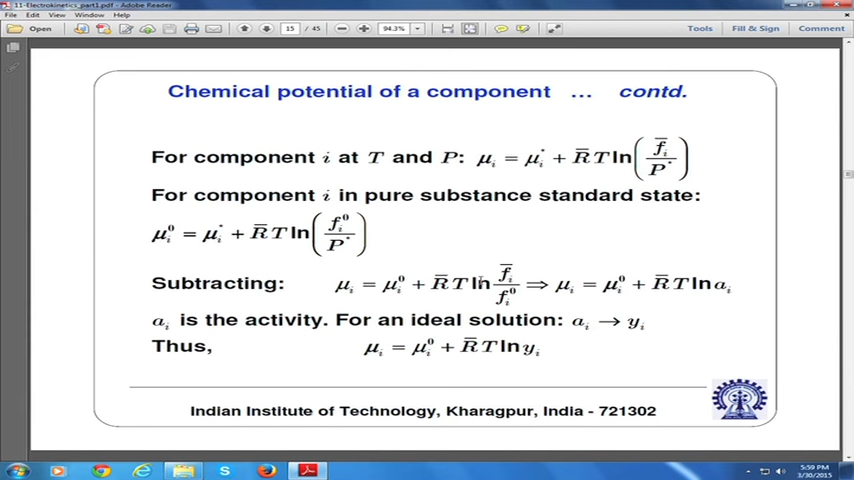 11-Electrokinetics_part1.pdf - Adobe Reader
File Edit View Window Help
Open 15 / 45 94.3% Tools Fill & Sign Comment
Chemical potential of a component … contd.
For component i at T and P: μᵢ = μᵢ* + R̅ T ln( f̅ᵢ / P* )
For component i in pure substance standard state:
μᵢ⁰ = μᵢ* + R̅ T ln( fᵢ⁰ / P* )
Subtracting: μᵢ = μᵢ⁰ + R̅ T ln f̅ᵢ / fᵢ⁰ ⇒ μᵢ = μᵢ⁰ + R̅ T ln aᵢ
aᵢ is the activity. For an ideal solution: aᵢ → yᵢ
Thus, μᵢ = μᵢ⁰ + R̅ T ln yᵢ
Indian Institute of Technology, Kharagpur, India - 721302
5:59 PM
3/30/2015